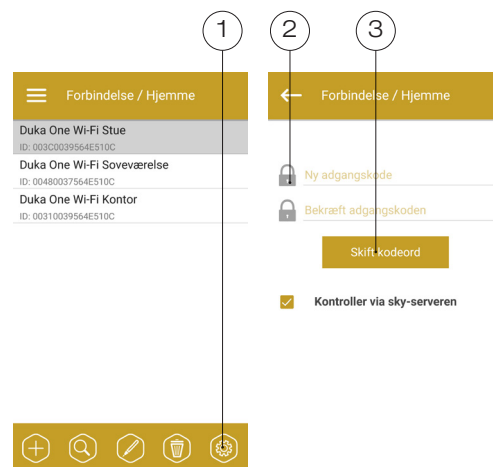 1
2
3
Forbindelse / Hjemme
Duka One Wi-Fi Stue
ID: 003C0039564E510C
Duka One Wi-Fi Soveværelse
ID: 00480037564E510C
Duka One Wi-Fi Kontor
ID: 00310039564E510C
Forbindelse / Hjemme
Ny adgangskode
Bekræft adgangskoden
Skift kodeord
Kontroller via sky-serveren